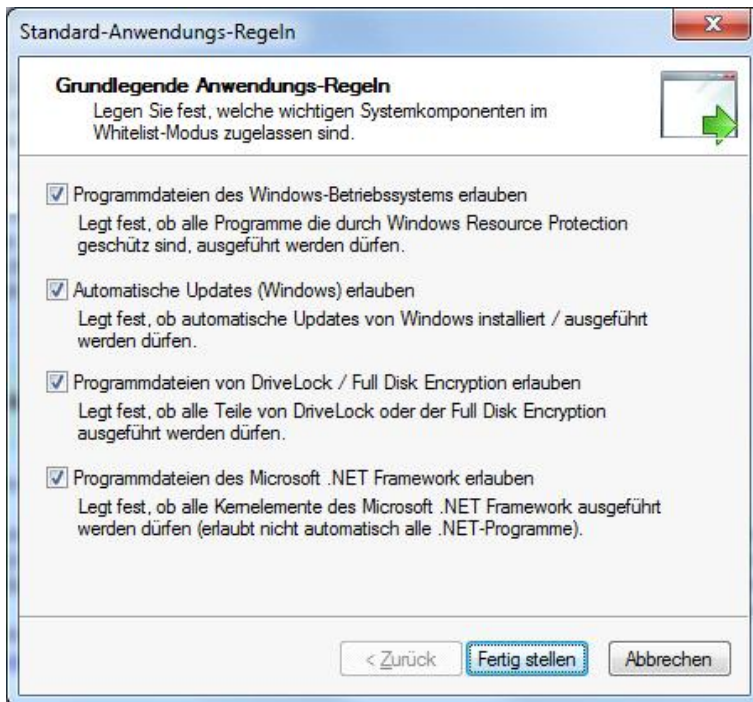 Standard-Anwendungs-Regeln
Grundlegende Anwendungs-Regeln
Legen Sie fest, welche wichtigen Systemkomponenten im
Whitelist-Modus zugelassen sind.
Programmdateien des Windows-Betriebssystems erlauben
Legt fest, ob alle Programme die durch Windows Resource Protection
geschütz sind, ausgeführt werden dürfen.
Automatische Updates (Windows) erlauben
Legt fest, ob automatische Updates von Windows installiert / ausgeführt
werden dürfen.
Programmdateien von DriveLock / Full Disk Encryption erlauben
Legt fest, ob alle Teile von DriveLock oder der Full Disk Encryption
ausgeführt werden dürfen.
Programmdateien des Microsoft .NET Framework erlauben
Legt fest, ob alle Kernelemente des Microsoft .NET Framework ausgeführt
werden dürfen (erlaubt nicht automatisch alle .NET-Programme).
< Zurück Fertig stellen Abbrechen